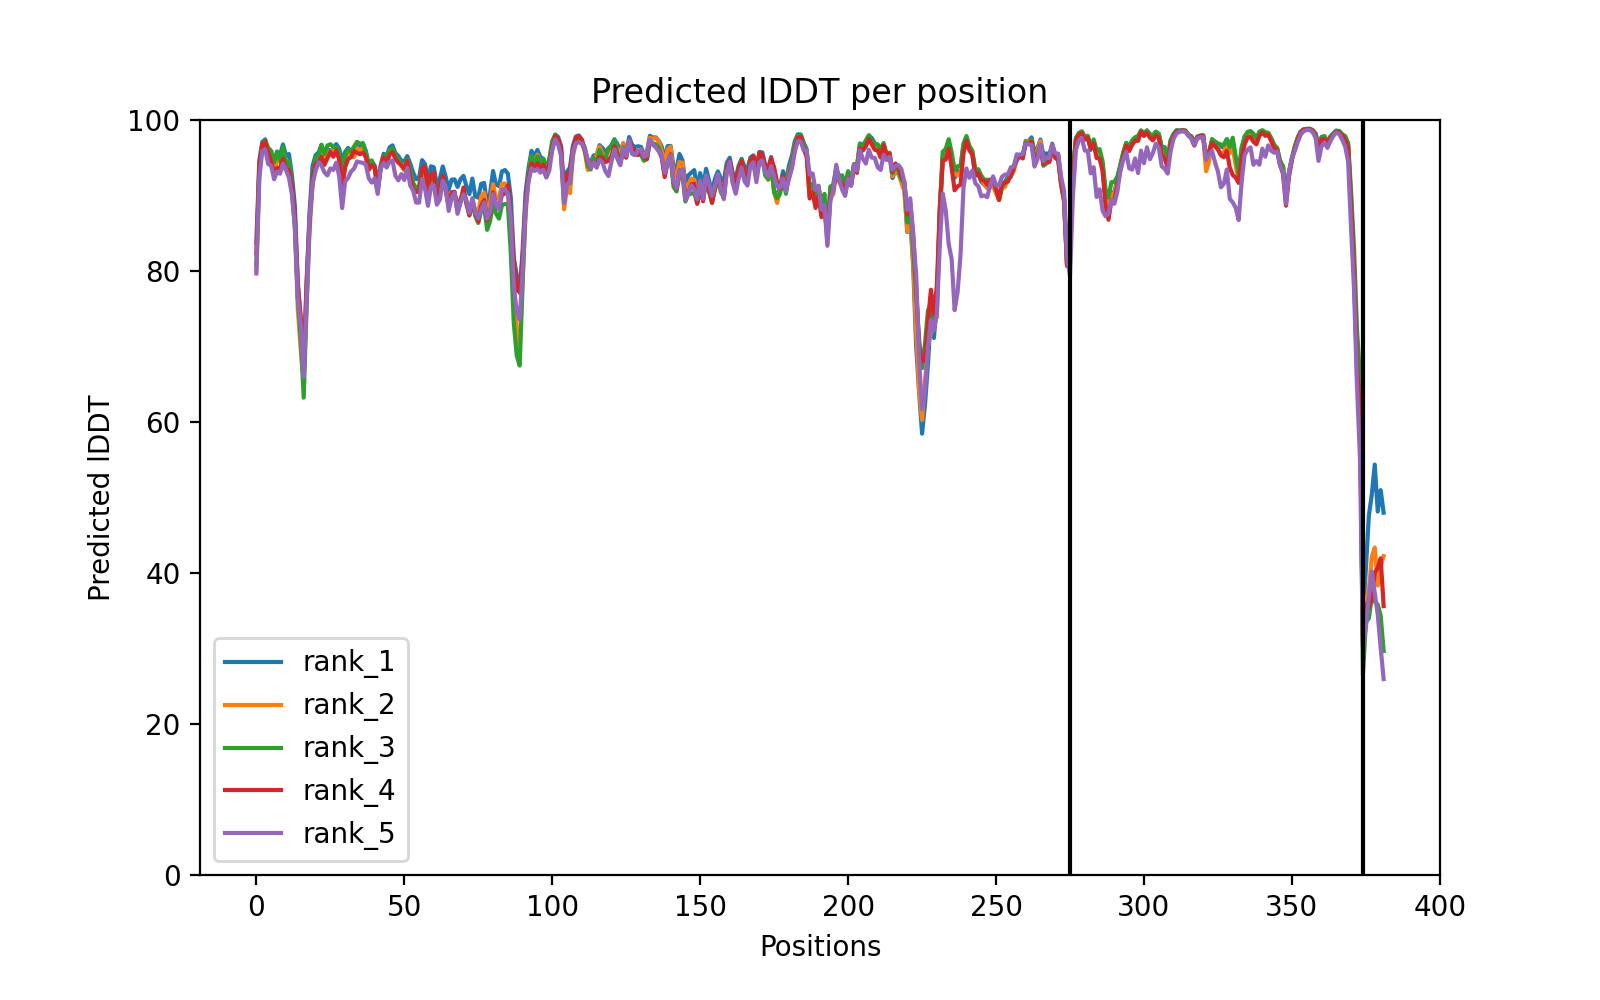 Predicted lDDT per position
100
80
60
40
20
0
Predicted lDDT
rank_1
rank_2
rank_3
rank_4
rank_5
0 50 100 150 200 250 300 350 400
Positions